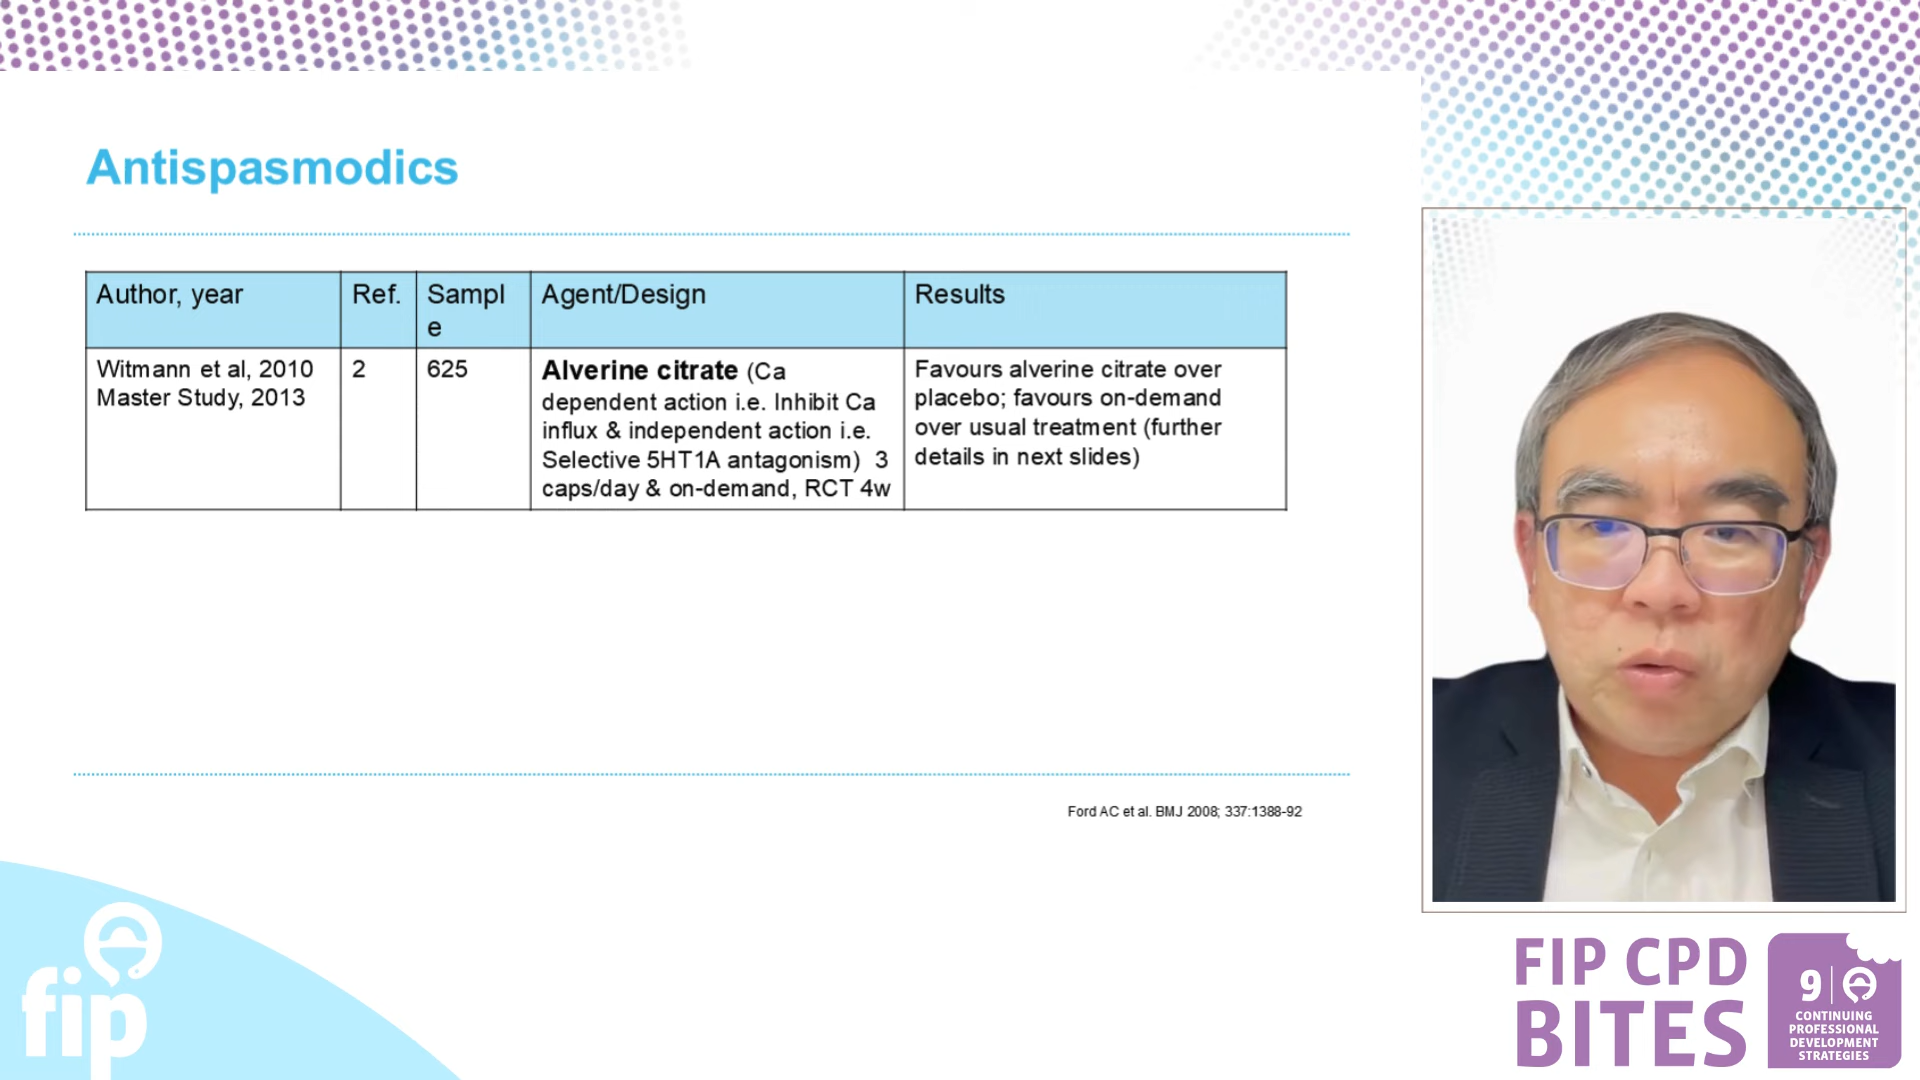 Antispasmodics
Author, year
Ref.
Sampl
e
Agent/Design
Results
Witmann et al, 2010
Master Study, 2013
2
625
Alverine citrate (Ca
dependent action i.e. Inhibit Ca
influx & independent action i.e.
Selective 5HT1A antagonism) 3
caps/day & on-demand, RCT 4w
Favours alverine citrate over
placebo; favours on-demand
over usual treatment (further
details in next slides)
Ford AC et al. BMJ 2008; 337:1388-92
fip
FIP CPD
BITES
9
CONTINUING
PROFESSIONAL
DEVELOPMENT
STRATEGIES